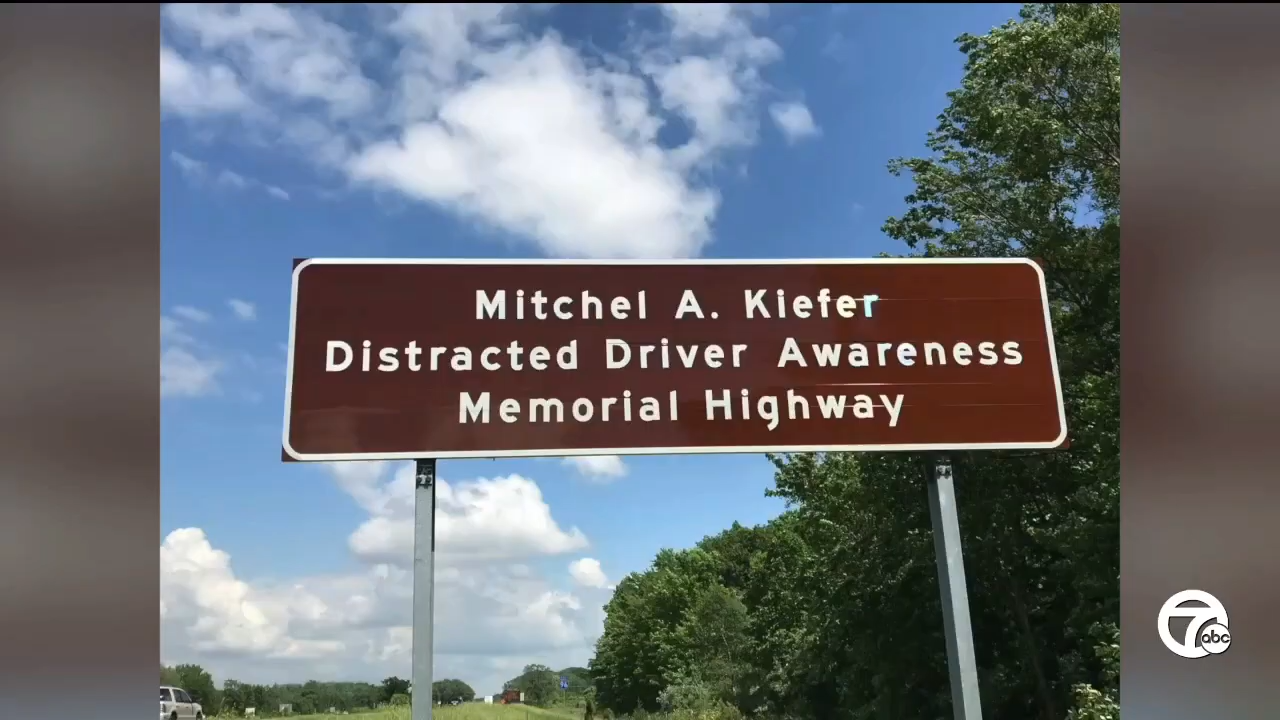 Mitchel A. Kiefer
Distracted Driver Awareness
Memorial Highway
7abc